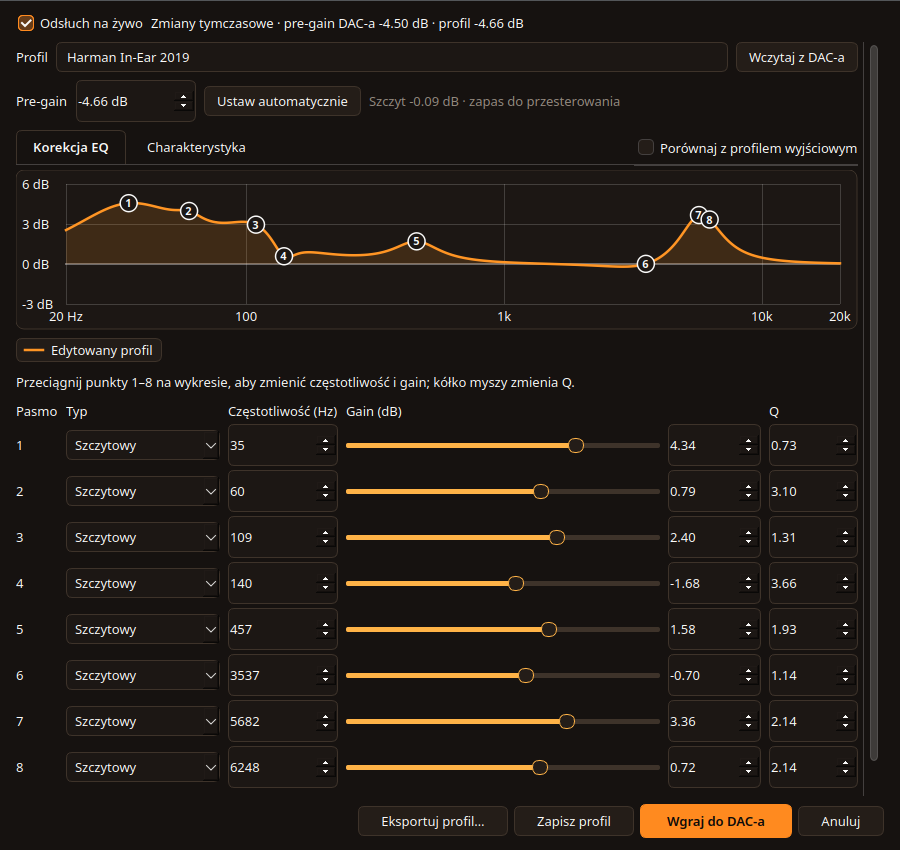 Odsłuch na żywo Zmiany tymczasowe · pre-gain DAC-a -4.50 dB · profil -4.66 dB
Profil Harman In-Ear 2019 Wczytaj z DAC-a
Pre-gain -4.66 dB Ustaw automatycznie Szczyt -0.09 dB · zapas do przesterowania
Korekcja EQ Charakterystyka Porównaj z profilem wyjściowym
6 dB
3 dB
0 dB
-3 dB
1 2 3 4 5 6 7 8
20 Hz 100 1k 10k 20k
Edytowany profil
Przeciągnij punkty 1–8 na wykresie, aby zmienić częstotliwość i gain; kółko myszy zmienia Q.
Pasmo Typ Częstotliwość (Hz) Gain (dB) Q
1 Szczytowy 35 4.34 0.73
2 Szczytowy 60 0.79 3.10
3 Szczytowy 109 2.40 1.31
4 Szczytowy 140 -1.68 3.66
5 Szczytowy 457 1.58 1.93
6 Szczytowy 3537 -0.70 1.14
7 Szczytowy 5682 3.36 2.14
8 Szczytowy 6248 0.72 2.14
Eksportuj profil... Zapisz profil Wgraj do DAC-a Anuluj